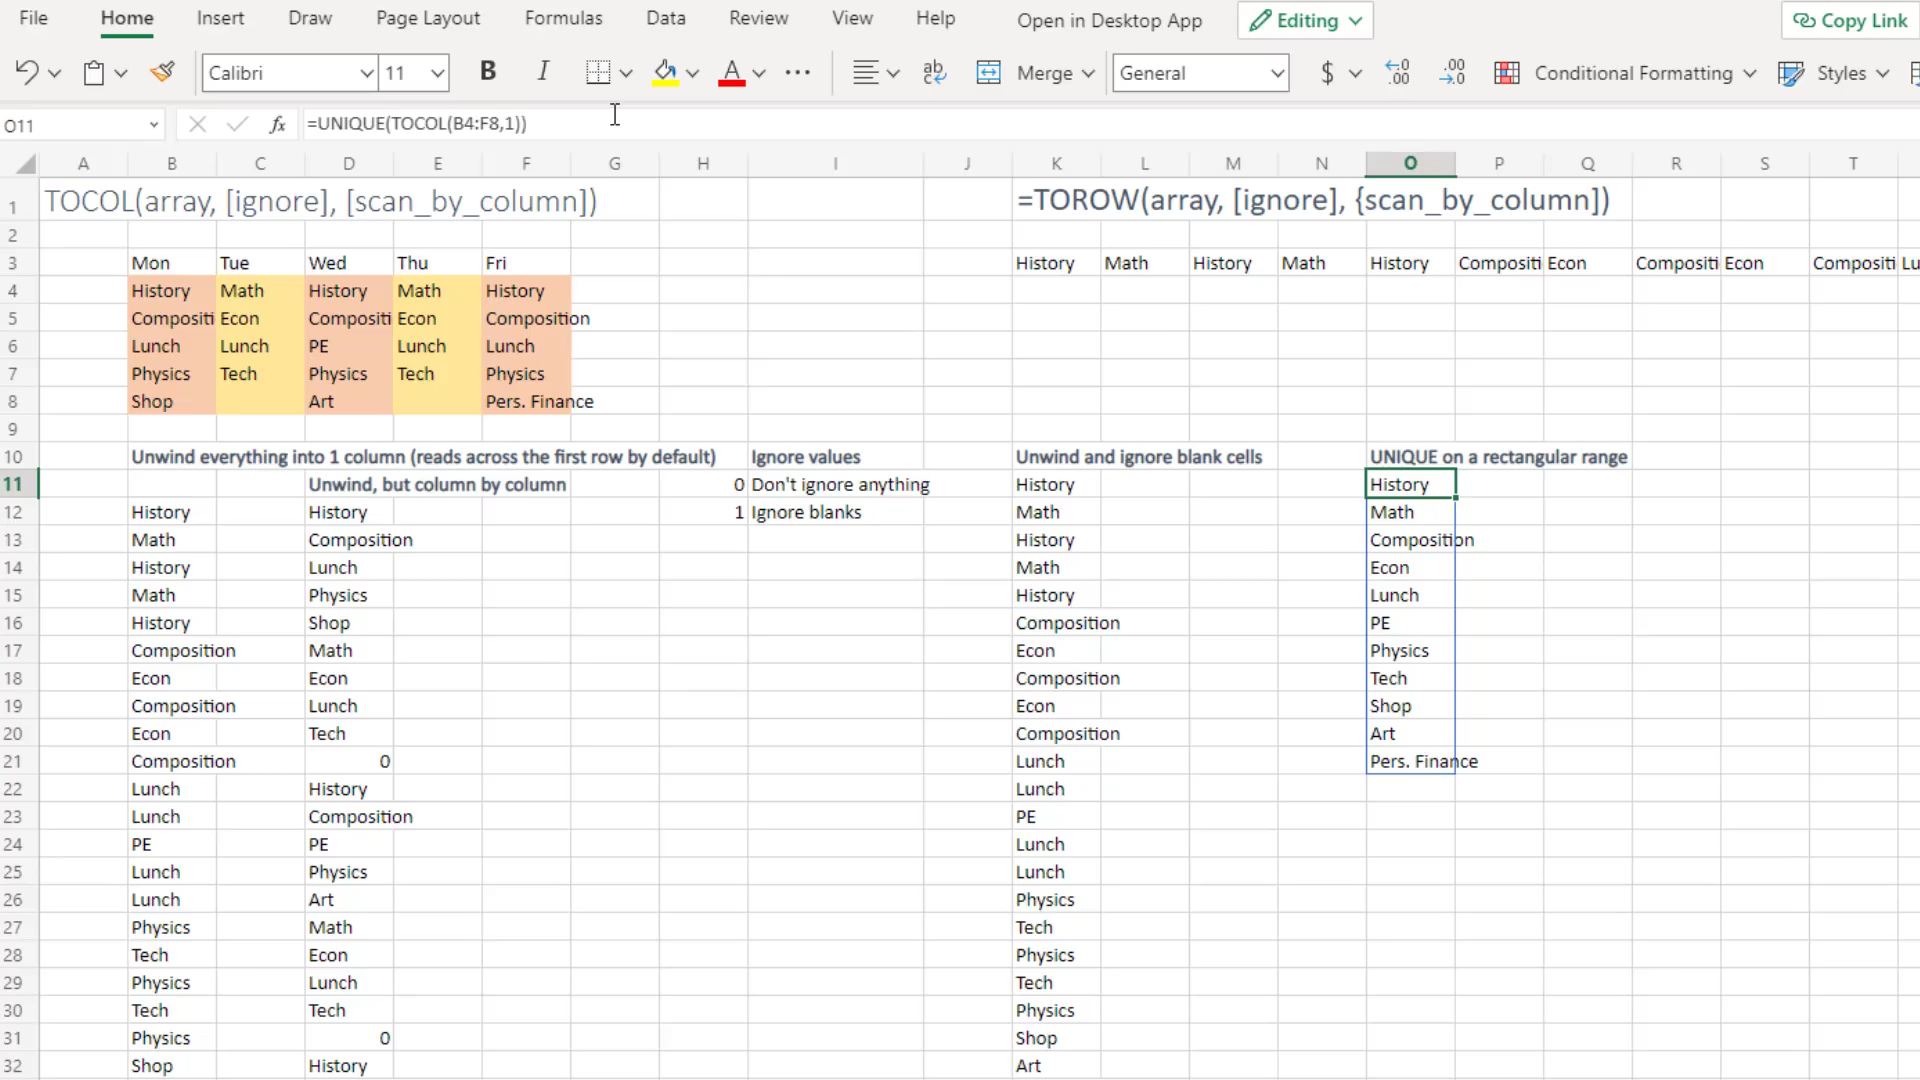 File Home Insert Draw Page Layout Formulas Data Review View Help Open in Desktop App Editing Copy Link
Calibri 11 B I A ab Merge General $ .00 .00 Conditional Formatting Styles
O11 fx =UNIQUE(TOCOL(B4:F8,1))
A B C D E F G H I J K L M N O P Q R S T
1 TOCOL(array, [ignore], [scan_by_column]) =TOROW(array, [ignore], {scan_by_column])
2
3 Mon Tue Wed Thu Fri History Math History Math History Compositi Econ Compositi Econ Compositi Lu
4 History Math History Math History
5 Compositi Econ Compositi Econ Composition
6 Lunch Lunch PE Lunch Lunch
7 Physics Tech Physics Tech Physics
8 Shop Art Pers. Finance
9
10 Unwind everything into 1 column (reads across the first row by default) Ignore values Unwind and ignore blank cells UNIQUE on a rectangular range
11 Unwind, but column by column 0 Don't ignore anything History History
12 History History 1 Ignore blanks Math Math
13 Math Composition History Composition
14 History Lunch Math Econ
15 Math Physics History Lunch
16 History Shop Composition PE
17 Composition Math Econ Physics
18 Econ Econ Composition Tech
19 Composition Lunch Econ Shop
20 Econ Tech Composition Art
21 Composition 0 Lunch Pers. Finance
22 Lunch History Lunch
23 Lunch Composition PE
24 PE PE Lunch
25 Lunch Physics Lunch
26 Lunch Art Physics
27 Physics Math Tech
28 Tech Econ Physics
29 Physics Lunch Tech
30 Tech Tech Physics
31 Physics 0 Shop
32 Shop History Art